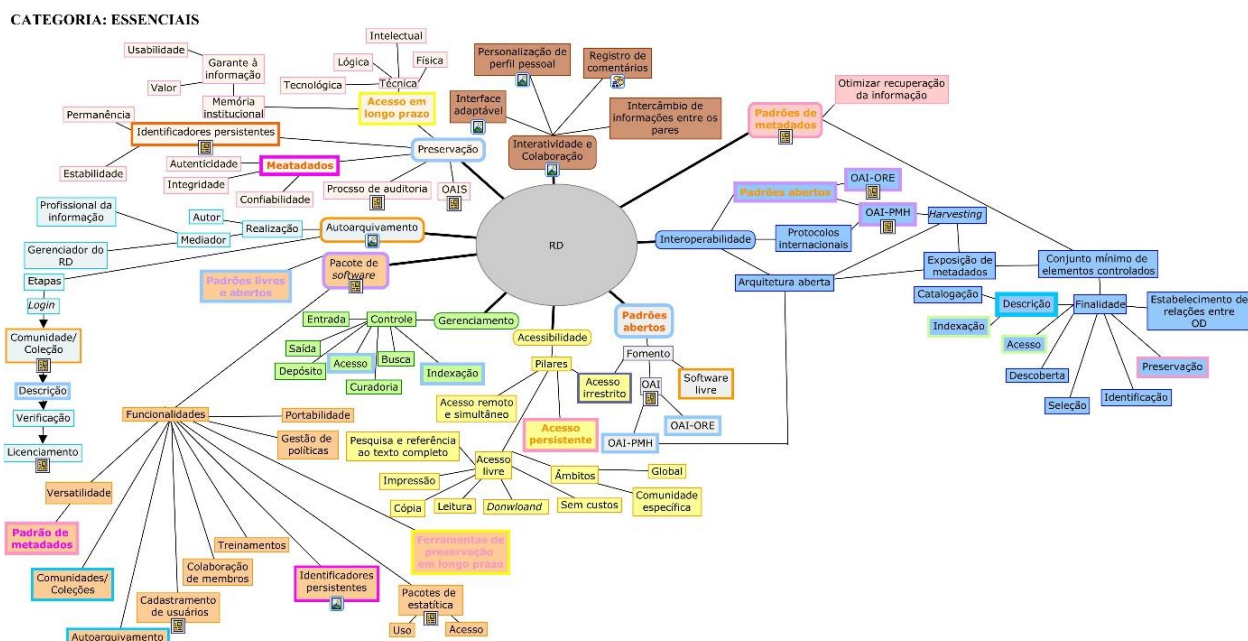 CATEGORIA: ESSENCIAIS
Usabilidade
Garante à
informação
Valor
Memória
institucional
Intelectual
Lógica
Física
Tecnológica
Técnica
Acesso em
longo prazo
Permanência
Identificadores persistentes
Estabilidade
Autenticidade
Meatadados
Integridade
Confiabilidade
Preservação
Procsso de auditoria
OAIS
Personalização de
perfil pessoal
Registro de
comentários
Interface
adaptável
Intercâmbio de
informações entre os
pares
Interatividade e
Colaboração
Otimizar recuperação
da informação
Padrões de
metadados
Profissional da
informação
Autor
Realização
Mediador
Gerenciador do
RD
Autoarquivamento
Etapas
Login
Comunidade/
Coleção
Descrição
Verificação
Licenciamento
Padrões livres
e abertos
Pacote de
software
RD
Interoperabilidade
Padrões abertos
OAI-ORE
OAI-PMH
Protocolos
internacionais
Harvesting
Arquitetura aberta
Exposição de
metadados
Conjunto mínimo de
elementos controlados
Catalogação
Descrição
Finalidade
Estabelecimento de
relações entre
OD
Indexação
Acesso
Descoberta
Preservação
Seleção
Identificação
Entrada
Controle
Gerenciamento
Saída
Depósito
Acesso
Busca
Curadoria
Indexação
Acessibilidade
Pilares
Acesso
irrestrito
Acesso remoto
e simultâneo
Acesso
persistente
Padrões
abertos
Fomento
OAI
Software
livre
OAI-ORE
OAI-PMH
Pesquisa e referência
ao texto completo
Acesso
livre
Impressão
Cópia
Leitura
Donwloand
Sem custos
Âmbitos
Global
Comunidade
específica
Funcionalidades
Portabilidade
Gestão de
políticas
Versatilidade
Padrão de
metadados
Comunidades/
Coleções
Autoarquivamento
Cadastramento
de usuários
Colaboração
de membros
Treinamentos
Identificadores
persistentes
Ferramentas de
preservação
em longo prazo
Pacotes de
estatítica
Uso
Acesso